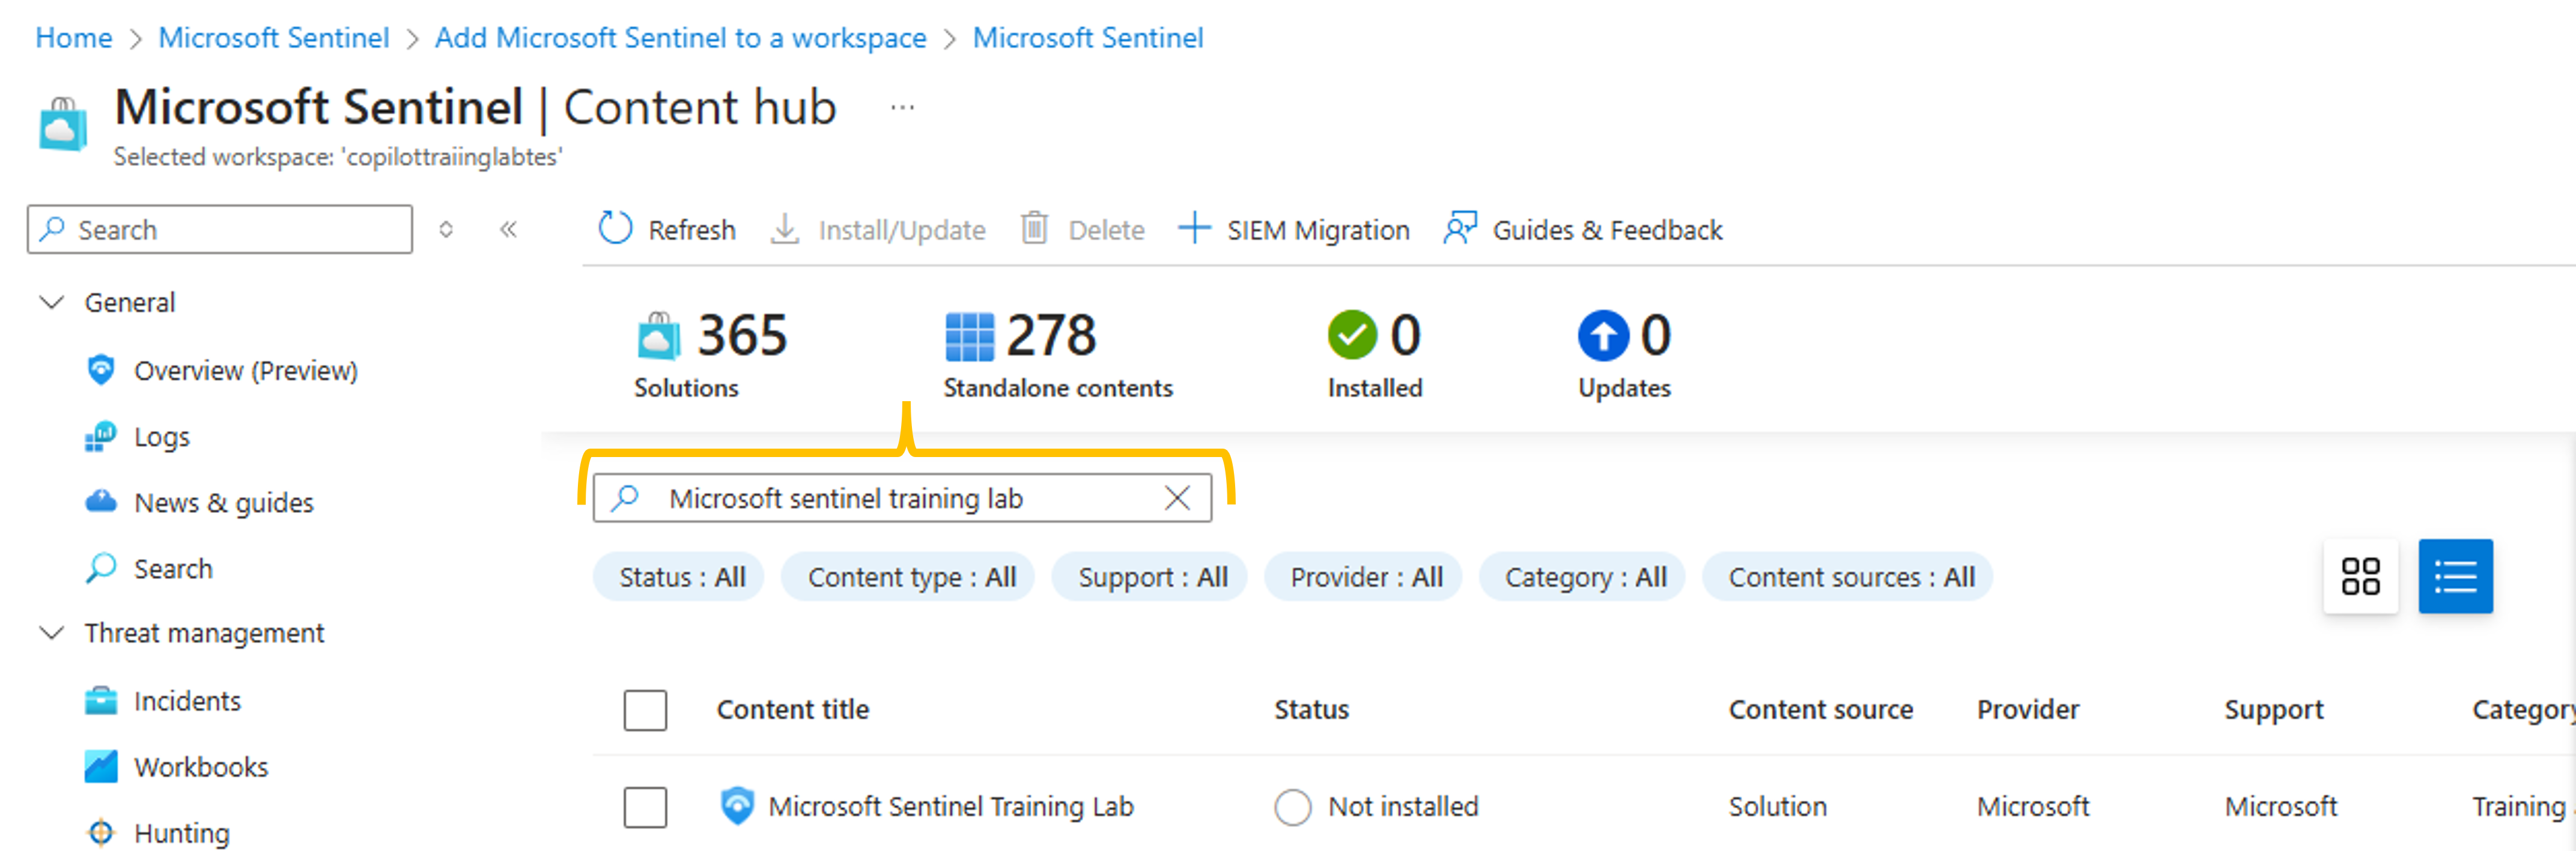 Home > Microsoft Sentinel > Add Microsoft Sentinel to a workspace > Microsoft Sentinel
Microsoft Sentinel | Content hub ...
Selected workspace: 'copilottraiinglabtes'
Search
Refresh Install/Update Delete SIEM Migration Guides & Feedback
General
Overview (Preview)
Logs
News & guides
Search
Threat management
Incidents
Workbooks
Hunting
365 278 0 0
Solutions Standalone contents Installed Updates
Microsoft sentinel training lab
Status : All Content type : All Support : All Provider : All Category : All Content sources : All
Content title Status Content source Provider Support Category
Microsoft Sentinel Training Lab Not installed Solution Microsoft Microsoft Training